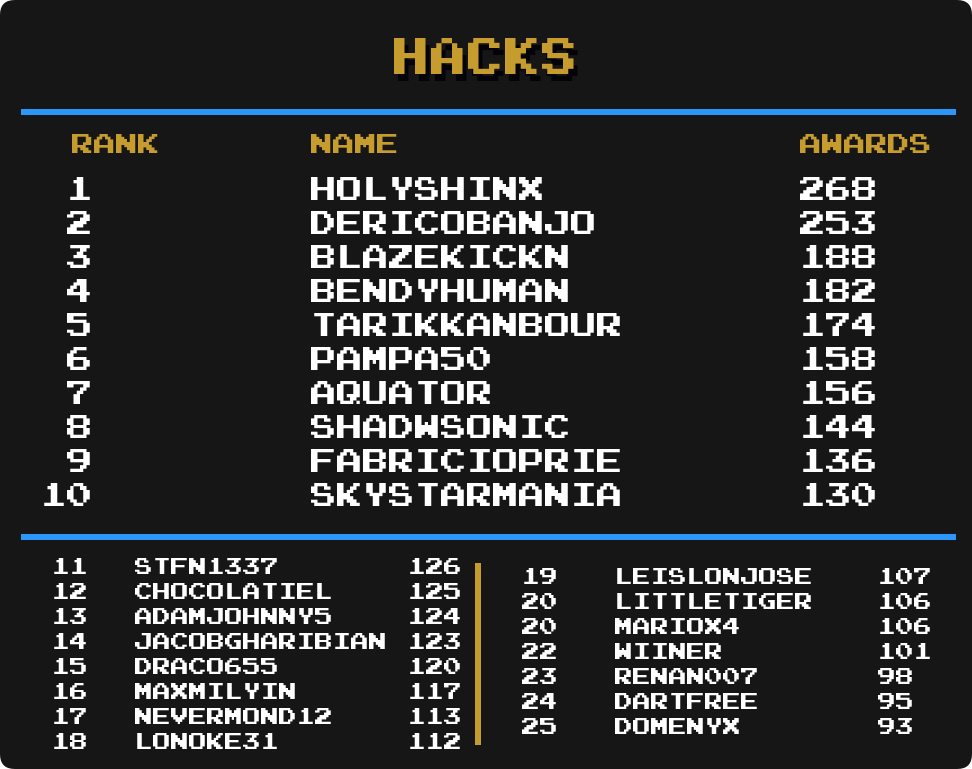 HACKS
RANK NAME AWARDS
1 HOLYSHINX 268
2 DERICOBANJO 253
3 BLAZEKICKN 188
4 BENDYHUMAN 182
5 TARIKKANBOUR 174
6 PAMPA50 158
7 AQUATOR 156
8 SHADWSONIC 144
9 FABRICIOPRIE 136
10 SKYSTARMANIA 130
11 STFN1337 126
12 CHOCOLATIEL 125
13 ADAMJOHNNY5 124
14 JACOBGHARIBIAN 123
15 DRACO655 120
16 MAXMILYIN 117
17 NEVERMOND12 113
18 LONOKE31 112
19 LEISLONJOSE 107
20 LITTLETIGER 106
20 MARIOX4 106
22 WIINER 101
23 RENAN007 98
24 DARTFREE 95
25 DOMENYX 93